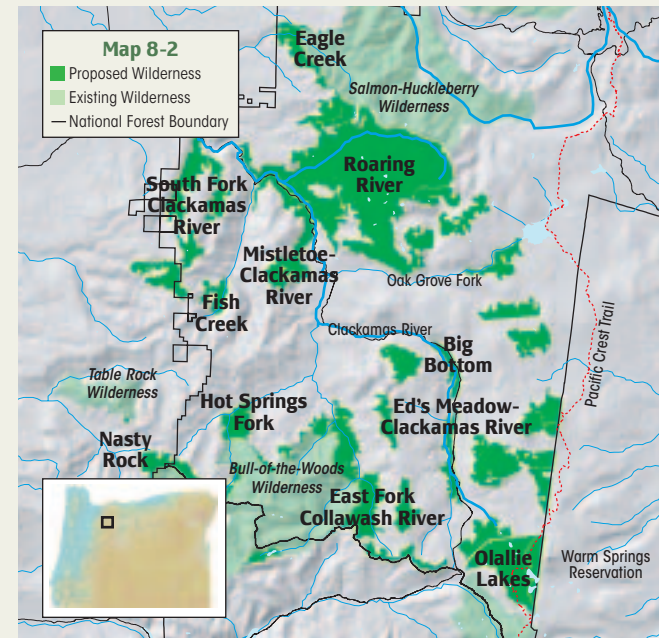 Map 8-2
Proposed Wilderness
Existing Wilderness
National Forest Boundary
Eagle
Creek
Salmon-Huckleberry
Wilderness
Roaring
River
South Fork
Clackamas
River
Mistletoe-
Clackamas
River
Oak Grove Fork
Fish
Creek
Clackamas River
Big
Bottom
Pacific Crest Trail
Table Rock
Wilderness
Hot Springs
Fork
Ed's Meadow-
Clackamas River
Nasty
Rock
Bull-of-the-Woods
Wilderness
East Fork
Collawash River
Olallie
Lakes
Warm Springs
Reservation